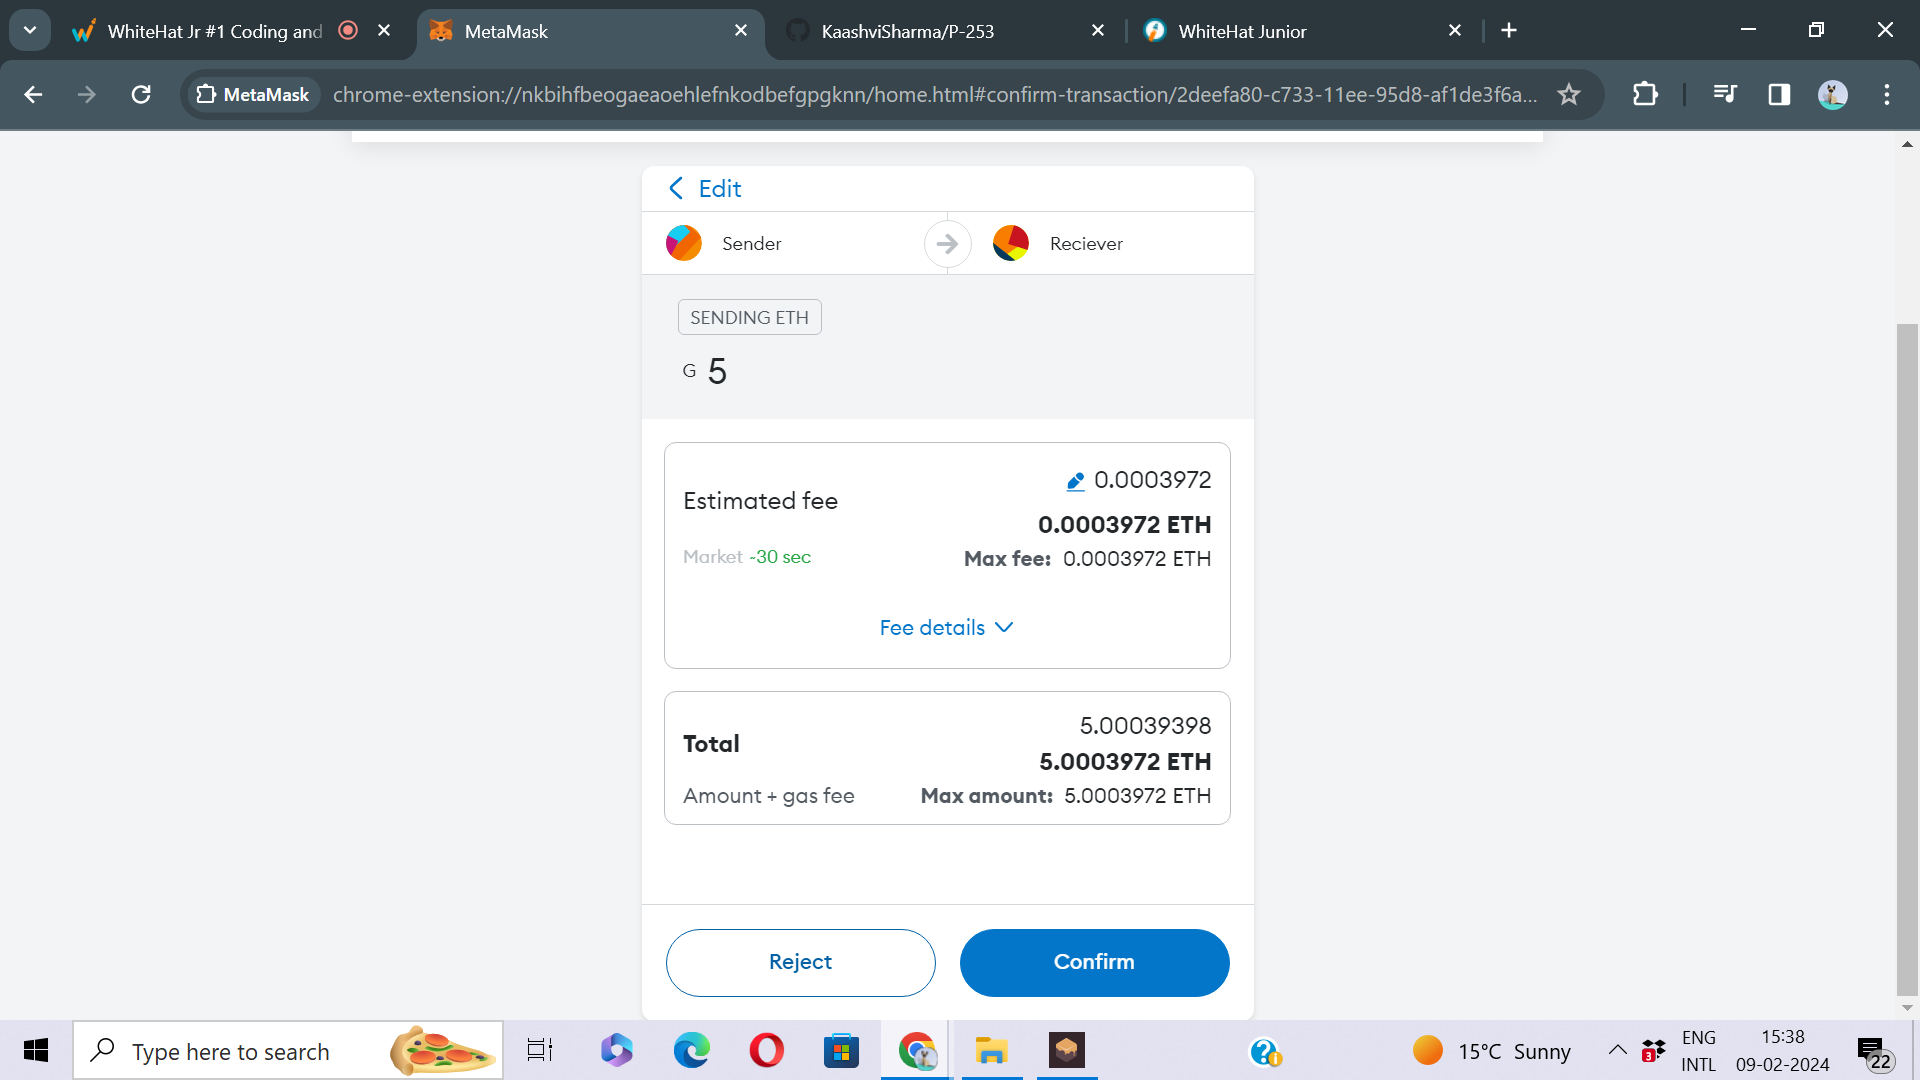 WhiteHat Jr #1 Coding and
MetaMask
KaashviSharma/P-253
WhiteHat Junior
MetaMask
chrome-extension://nkbihfbeogaeaoehlefnkodbefgpgknn/home.html#confirm-transaction/2deefa80-c733-11ee-95d8-af1de3f6a...
Edit
Sender
Reciever
SENDING ETH
G 5
0.0003972
Estimated fee
0.0003972 ETH
Market ~30 sec
Max fee: 0.0003972 ETH
Fee details
5.00039398
Total
5.0003972 ETH
Amount + gas fee
Max amount: 5.0003972 ETH
Reject
Confirm
Type here to search
15°C Sunny
3
ENG
INTL
15:38
09-02-2024
22